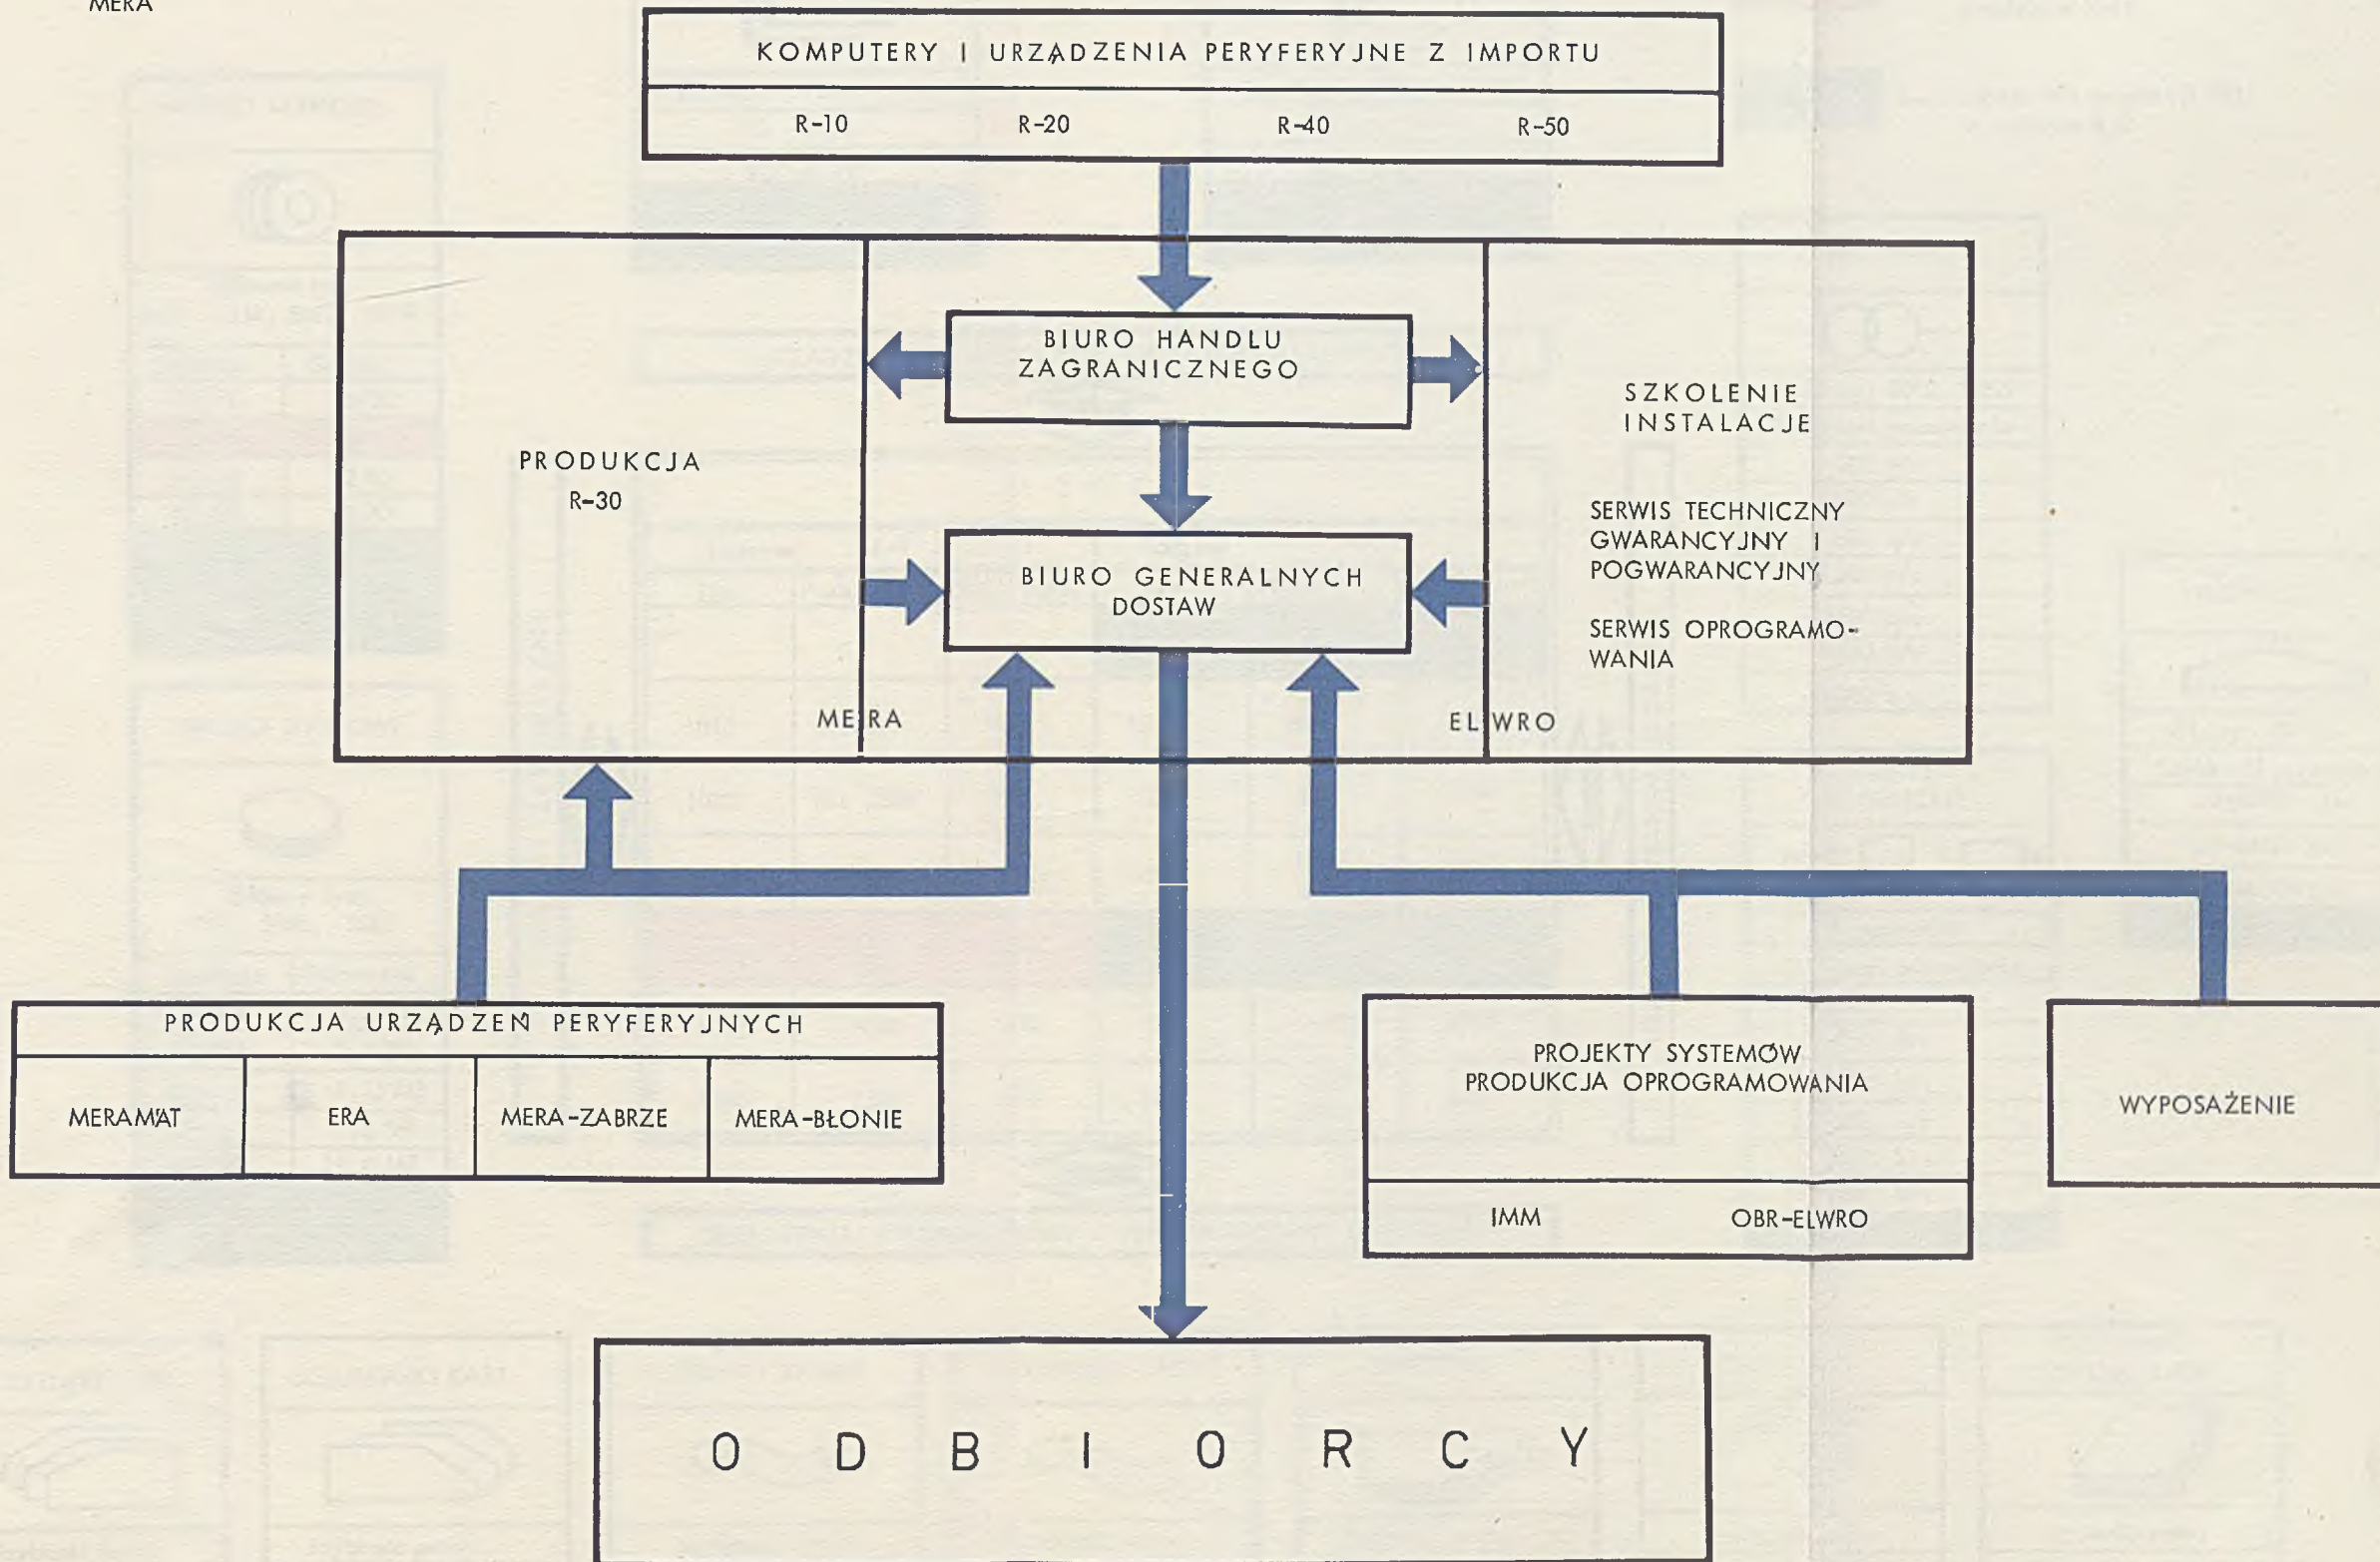 MERA
KOMPUTERY I URZĄDZENIA PERYFERYJNE Z IMPORTU
R-10 R-20 R-40 R-50
BIURO HANDLU
ZAGRANICZNEGO
PRODUKCJA
R-30
SZKOLENIE
INSTALACJE
SERWIS TECHNICZNY
GWARANCYJNY I
POGWARANCYJNY
SERWIS OPROGRAMO-
WANIA
BIURO GENERALNYCH
DOSTAW
MERA ELWRO
PRODUKCJA URZĄDZEŃ PERYFERYJNYCH
MERAMAT ERA MERA-ZABRZE MERA-BŁONIE
PROJEKTY SYSTEMÓW
PRODUKCJA OPROGRAMOWANIA
IMM OBR-ELWRO
WYPOSAŻENIE
ODBIORCY